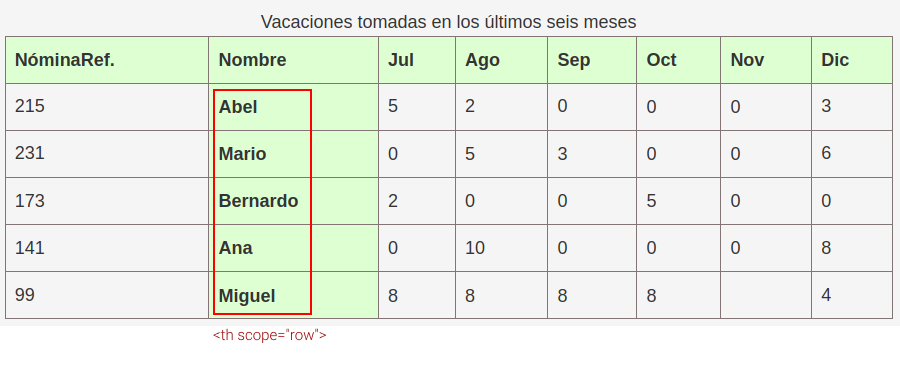 Vacaciones tomadas en los últimos seis meses
NóminaRef. Nombre Jul Ago Sep Oct Nov Dic
215 Abel 5 2 0 0 0 3
231 Mario 0 5 3 0 0 6
173 Bernardo 2 0 0 5 0 0
141 Ana 0 10 0 0 0 8
99 Miguel 8 8 8 8 4
<th scope="row">